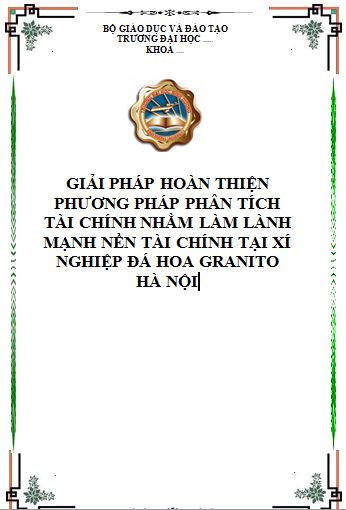 BỘ GIÁO DỤC VÀ ĐÀO TẠO
TRƯỜNG ĐẠI HỌC .....
KHOA ...
GIẢI PHÁP HOÀN THIỆN
PHƯƠNG PHÁP PHÂN TÍCH
TÀI CHÍNH NHẰM LÀM LÀNH
MẠNH NỀN TÀI CHÍNH TẠI XÍ
NGHIỆP ĐÁ HOA GRANITO
HÀ NỘI